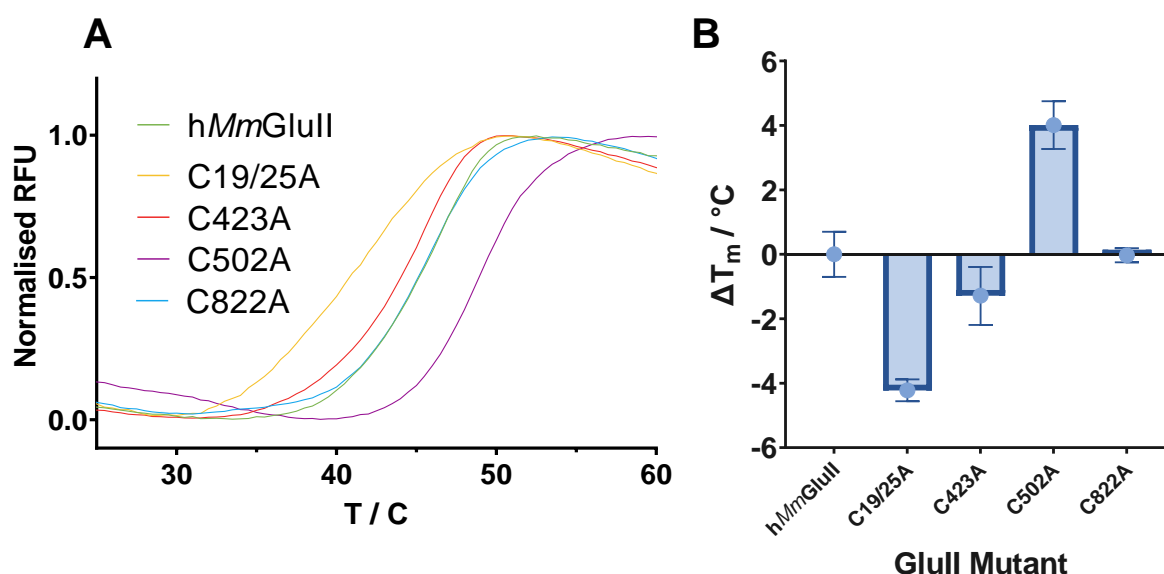 A
Normalised RFU
1.0
0.5
0.0
hMmGluII
C19/25A
C423A
C502A
C822A
30
40
50
60
T / C
B
ΔTm / °C
6
4
2
0
-2
-4
-6
hMmGluII
C19/25A
C423A
C502A
C822A
GluII Mutant